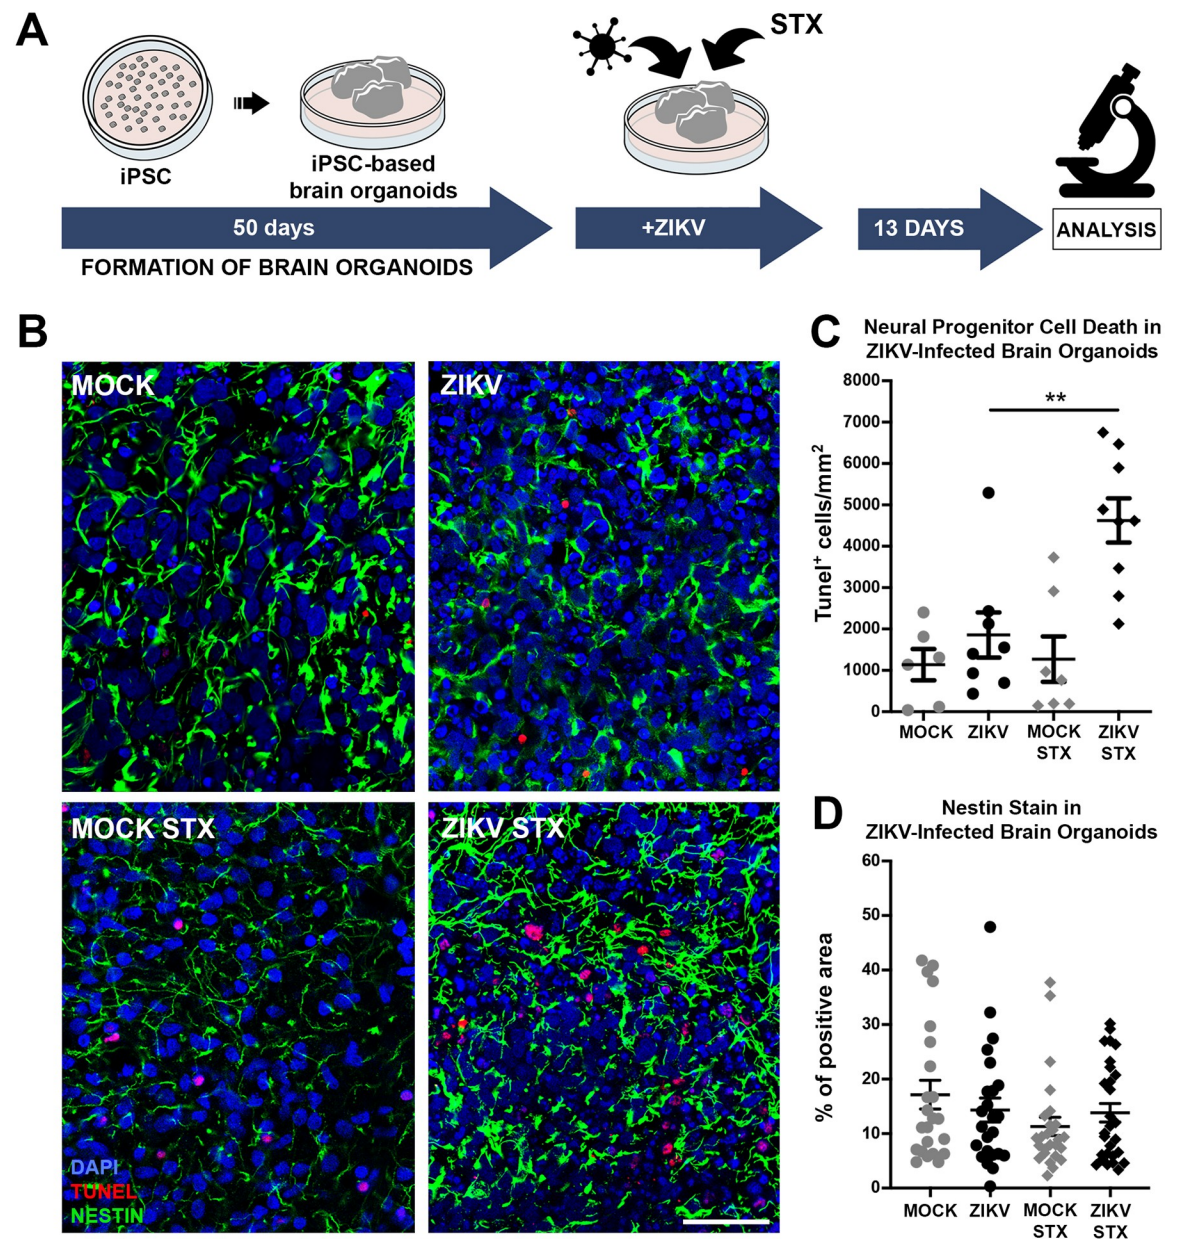 A
STX
iPSC
iPSC-based
brain organoids
50 days
+ZIKV
13 DAYS
ANALYSIS
FORMATION OF BRAIN ORGANOIDS
B
MOCK
ZIKV
MOCK STX
ZIKV STX
DAPI
TUNEL
NESTIN
C
Neural Progenitor Cell Death in
ZIKV-Infected Brain Organoids
Tunel+ cells/mm2
8000
7000
6000
5000
4000
3000
2000
1000
0
**
MOCK
ZIKV
MOCK
STX
ZIKV
STX
D
Nestin Stain in
ZIKV-Infected Brain Organoids
% of positive area
60
50
40
30
20
10
0
MOCK
ZIKV
MOCK
STX
ZIKV
STX